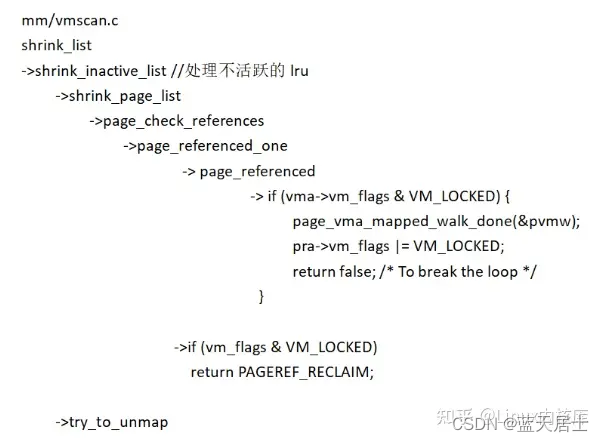 mm/vmscan.c
shrink_list
->shrink_inactive_list //处理不活跃的 lru
->shrink_page_list
->page_check_references
->page_referenced_one
-> page_referenced
-> if (vma->vm_flags & VM_LOCKED) {
page_vma_mapped_walk_done(&pvmw);
pra->vm_flags |= VM_LOCKED;
return false; /* To break the loop */
}
->if (vm_flags & VM_LOCKED)
return PAGEREF_RECLAIM;
->try_to_unmap
知乎 @Linux内核库
CSDN @蓝天居士